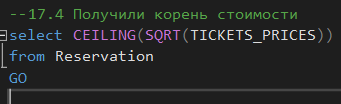 --17.4 Получили корень стоимости
select CEILING(SQRT(TICKETS_PRICES))
from Reservation
GO